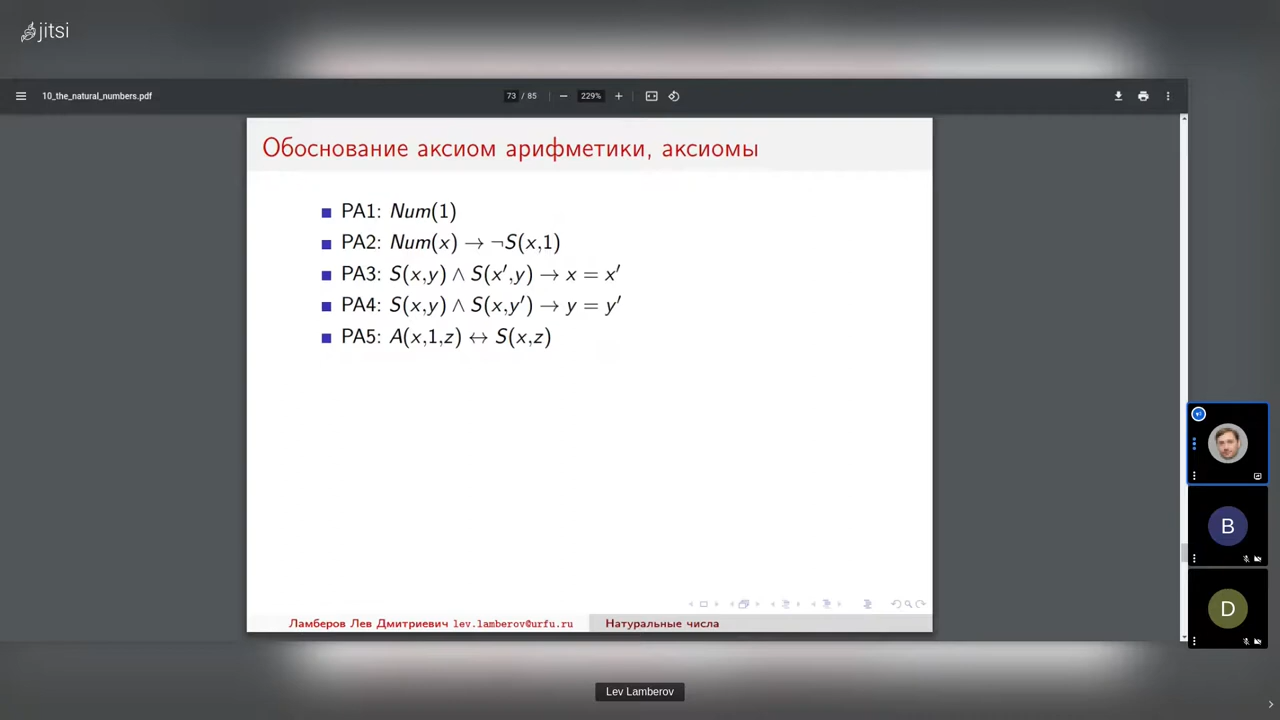 jitsi
10_the_natural_numbers.pdf
73 / 85
229%
Обоснование аксиом арифметики, аксиомы
PA1: Num(1)
PA2: Num(x) → ¬S(x,1)
PA3: S(x,y) ∧ S(x′,y) → x = x′
PA4: S(x,y) ∧ S(x,y′) → y = y′
PA5: A(x,1,z) ↔ S(x,z)
B
D
Ламберов Лев Дмитриевич lev.lamberov@urfu.ru
Натуральные числа
Lev Lamberov